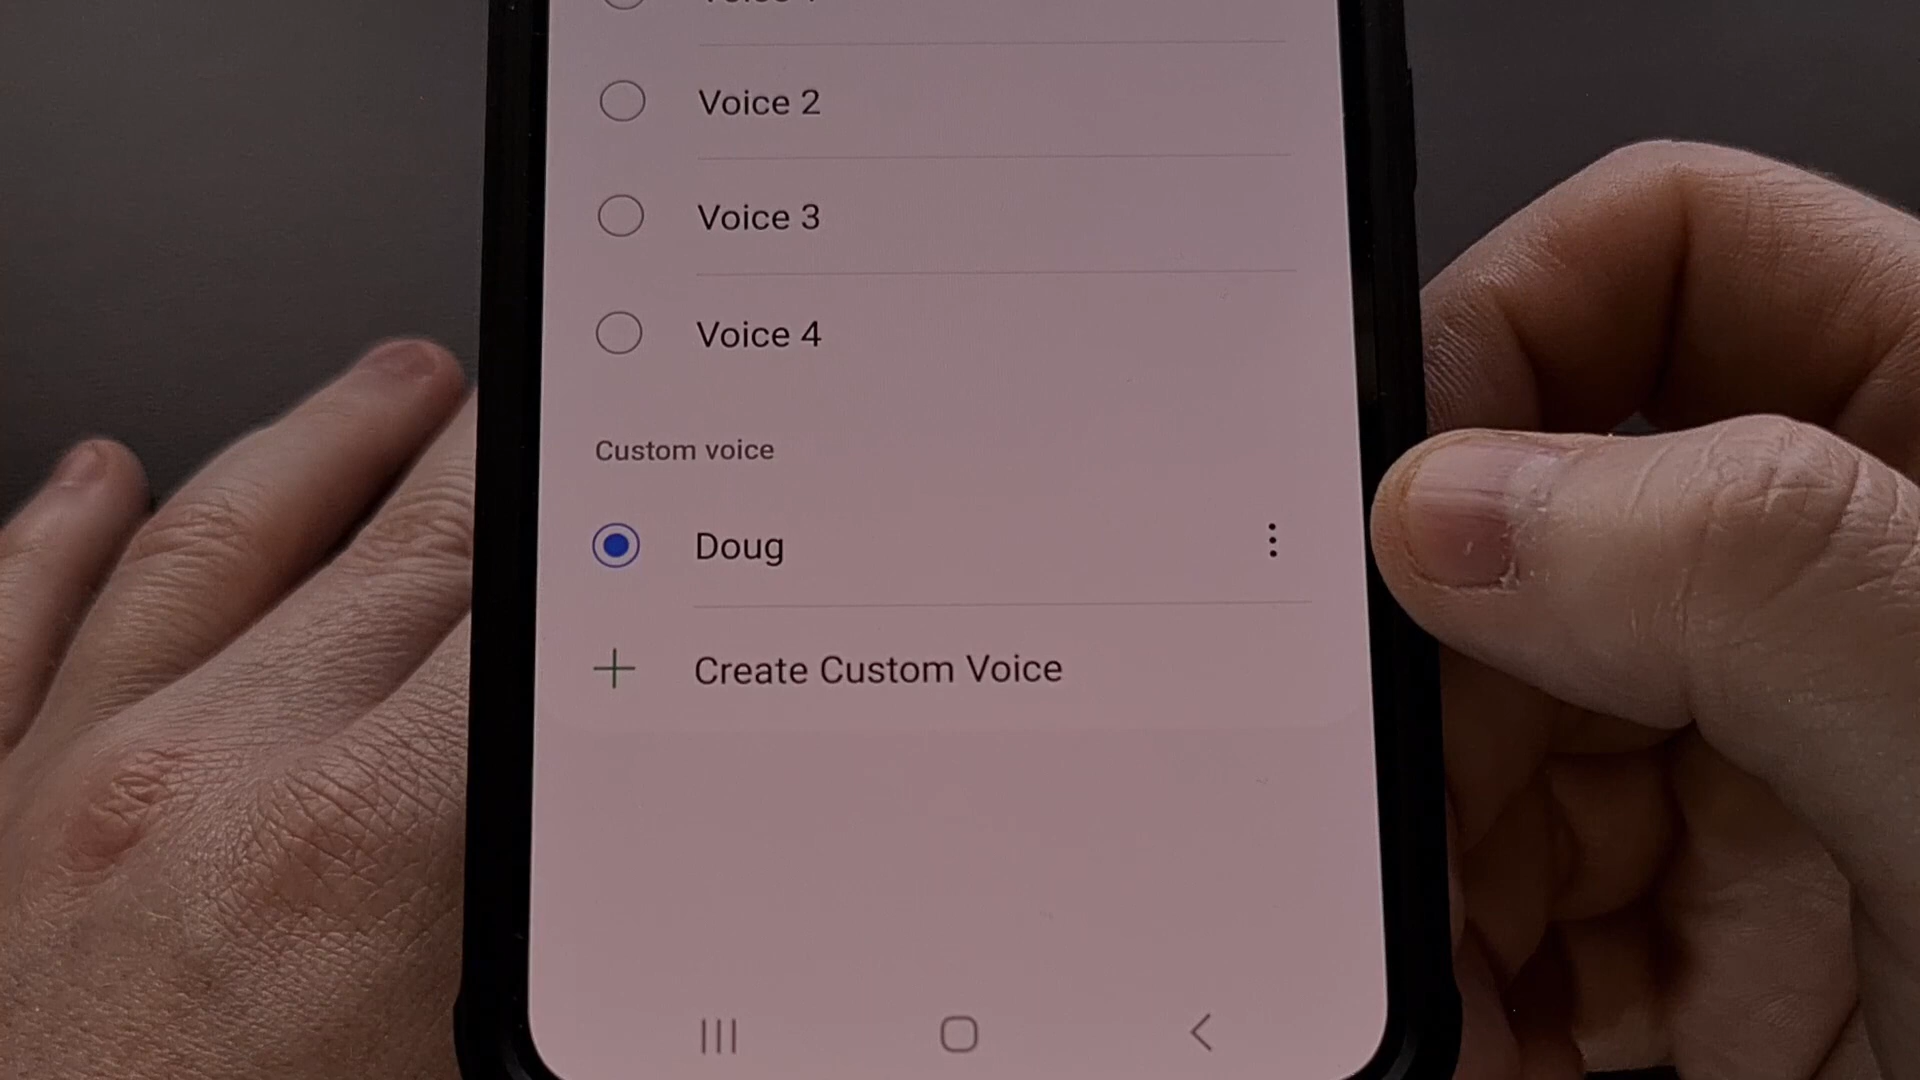 Voice 2
Voice 3
Voice 4
Custom voice
Doug
Create Custom Voice